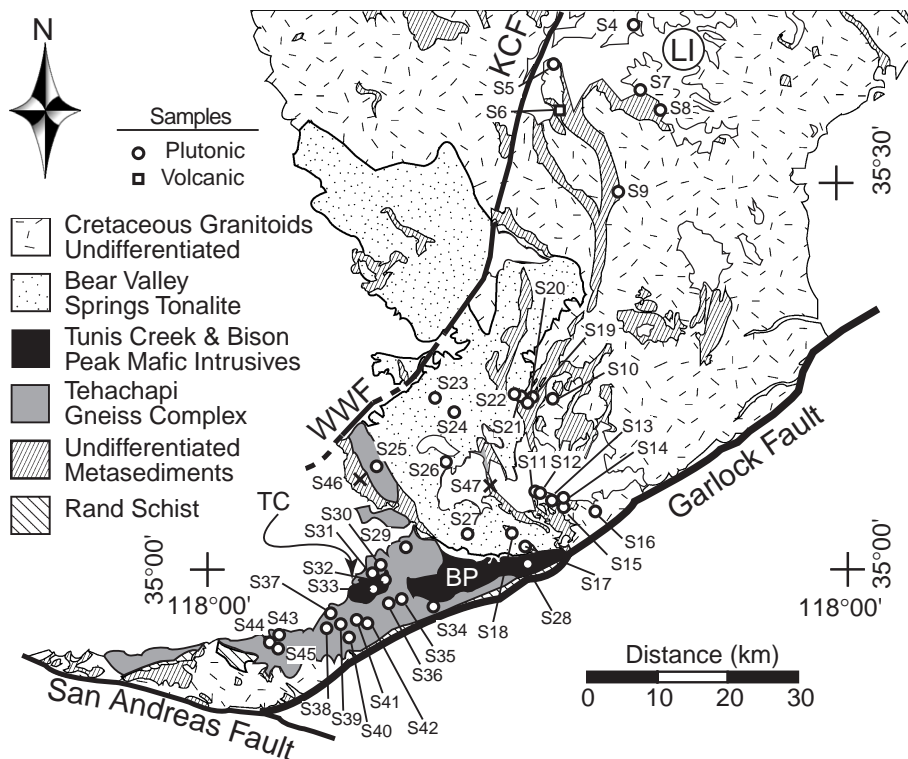 N
Samples
Plutonic
Volcanic
Cretaceous Granitoids
Undifferentiated
Bear Valley
Springs Tonalite
Tunis Creek & Bison
Peak Mafic Intrusives
Tehachapi
Gneiss Complex
Undifferentiated
Metasediments
Rand Schist
KCF
S4
LI
S5
S7
S6
S8
35°30'
S9
S20
S19
S10
S23
S22
S13
WWF
S24
S21
S14
S25
S11
S12
S26
Garlock Fault
S46
S47
TC
S30
S27
S31
S29
S16
S15
35°00'
S32
S17
BP
S37
S33
118°00'
118°00'
S28
S34
S18
S43
S44
S35
S45
S36
Distance (km)
0
10
20
30
S41
S38
S39
S42
S40
San Andreas Fault